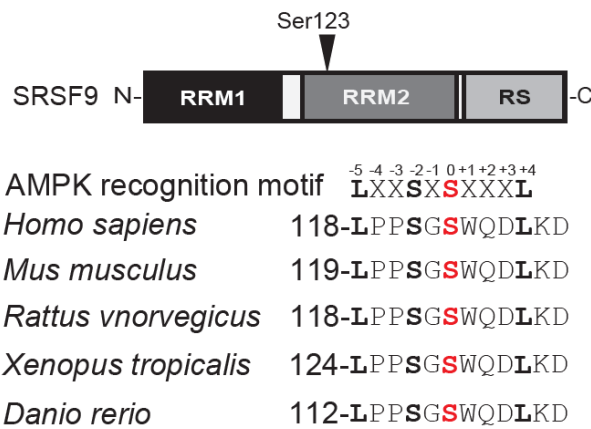 Ser123
SRSF9 N- RRM1 RRM2 RS -C
-5 -4 -3 -2 -1 0 +1 +2 +3 +4
AMPK recognition motif LXXSXSXXXL
Homo sapiens 118-LPPSGSWQDLKD
Mus musculus 119-LPPSGSWQDLKD
Rattus vnorvegicus 118-LPPSGSWQDLKD
Xenopus tropicalis 124-LPPSGSWQDLKD
Danio rerio 112-LPPSGSWQDLKD